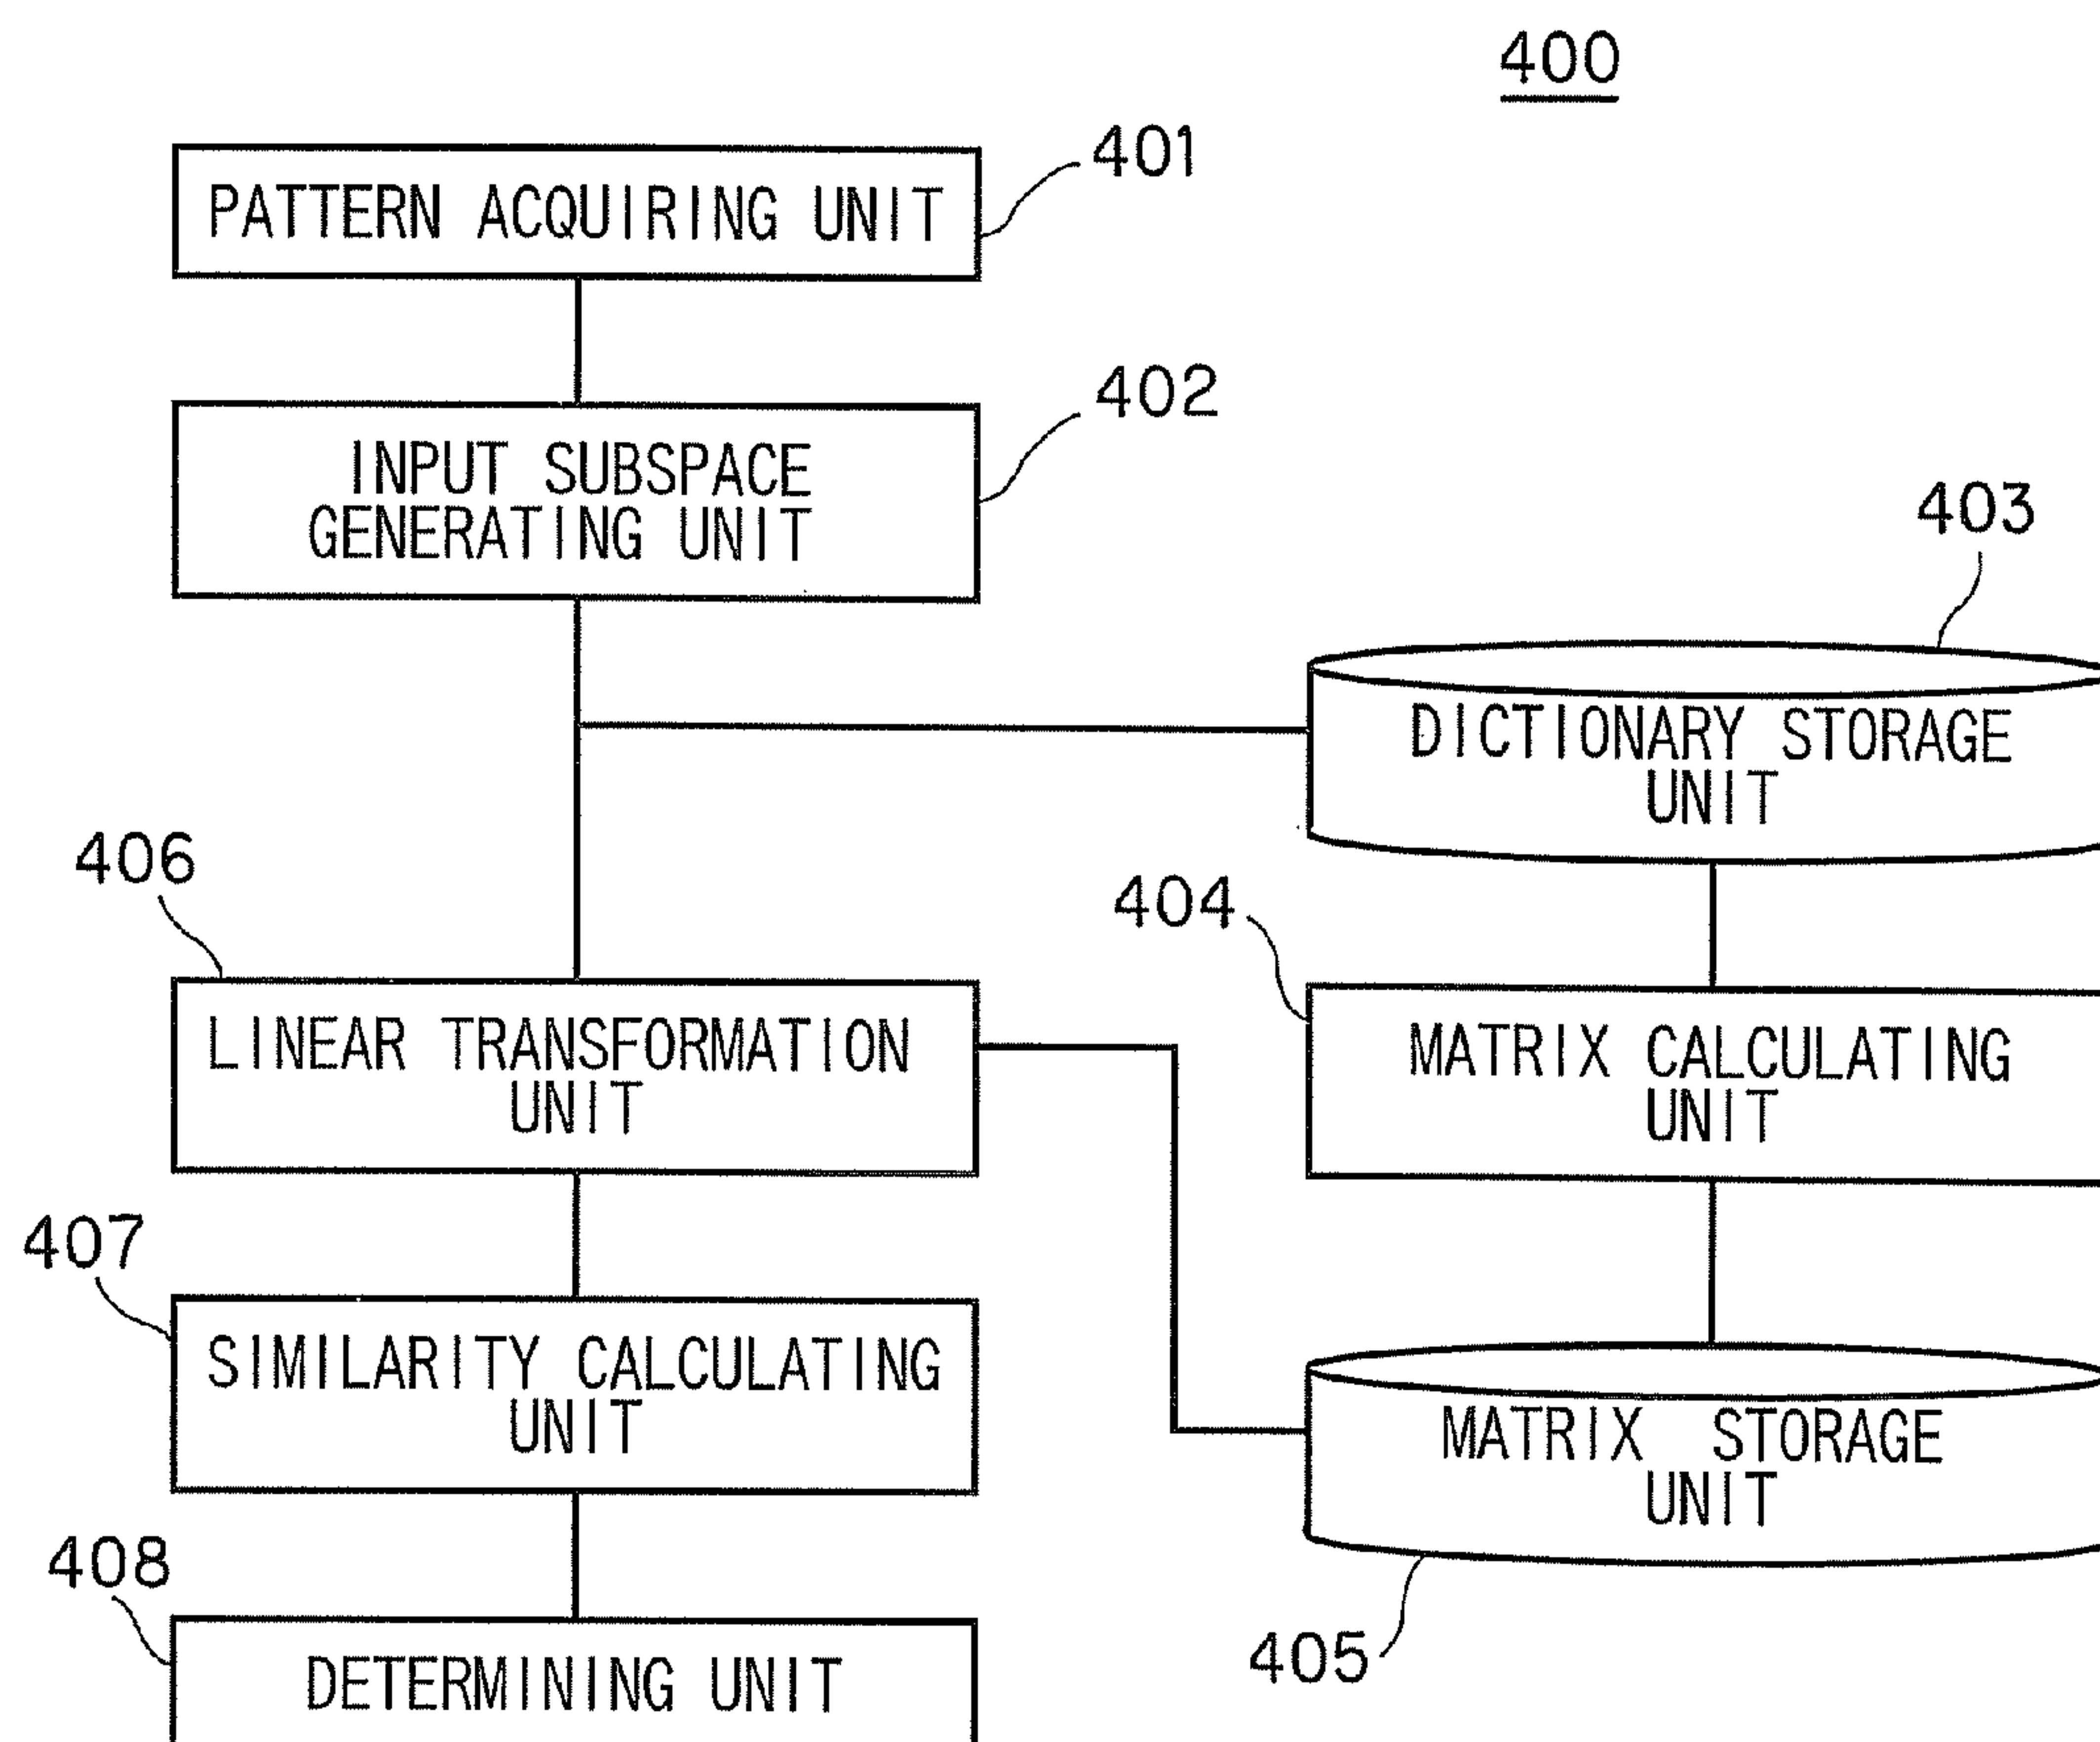 400
401
PATTERN ACQUIRING UNIT
402
INPUT SUBSPACE
GENERATING UNIT
403
DICTIONARY STORAGE
UNIT
406
404
LINEAR TRANSFORMATION
UNIT
MATRIX CALCULATING
UNIT
407
SIMILARITY CALCULATING
UNIT
MATRIX STORAGE
UNIT
408
405
DETERMINING UNIT